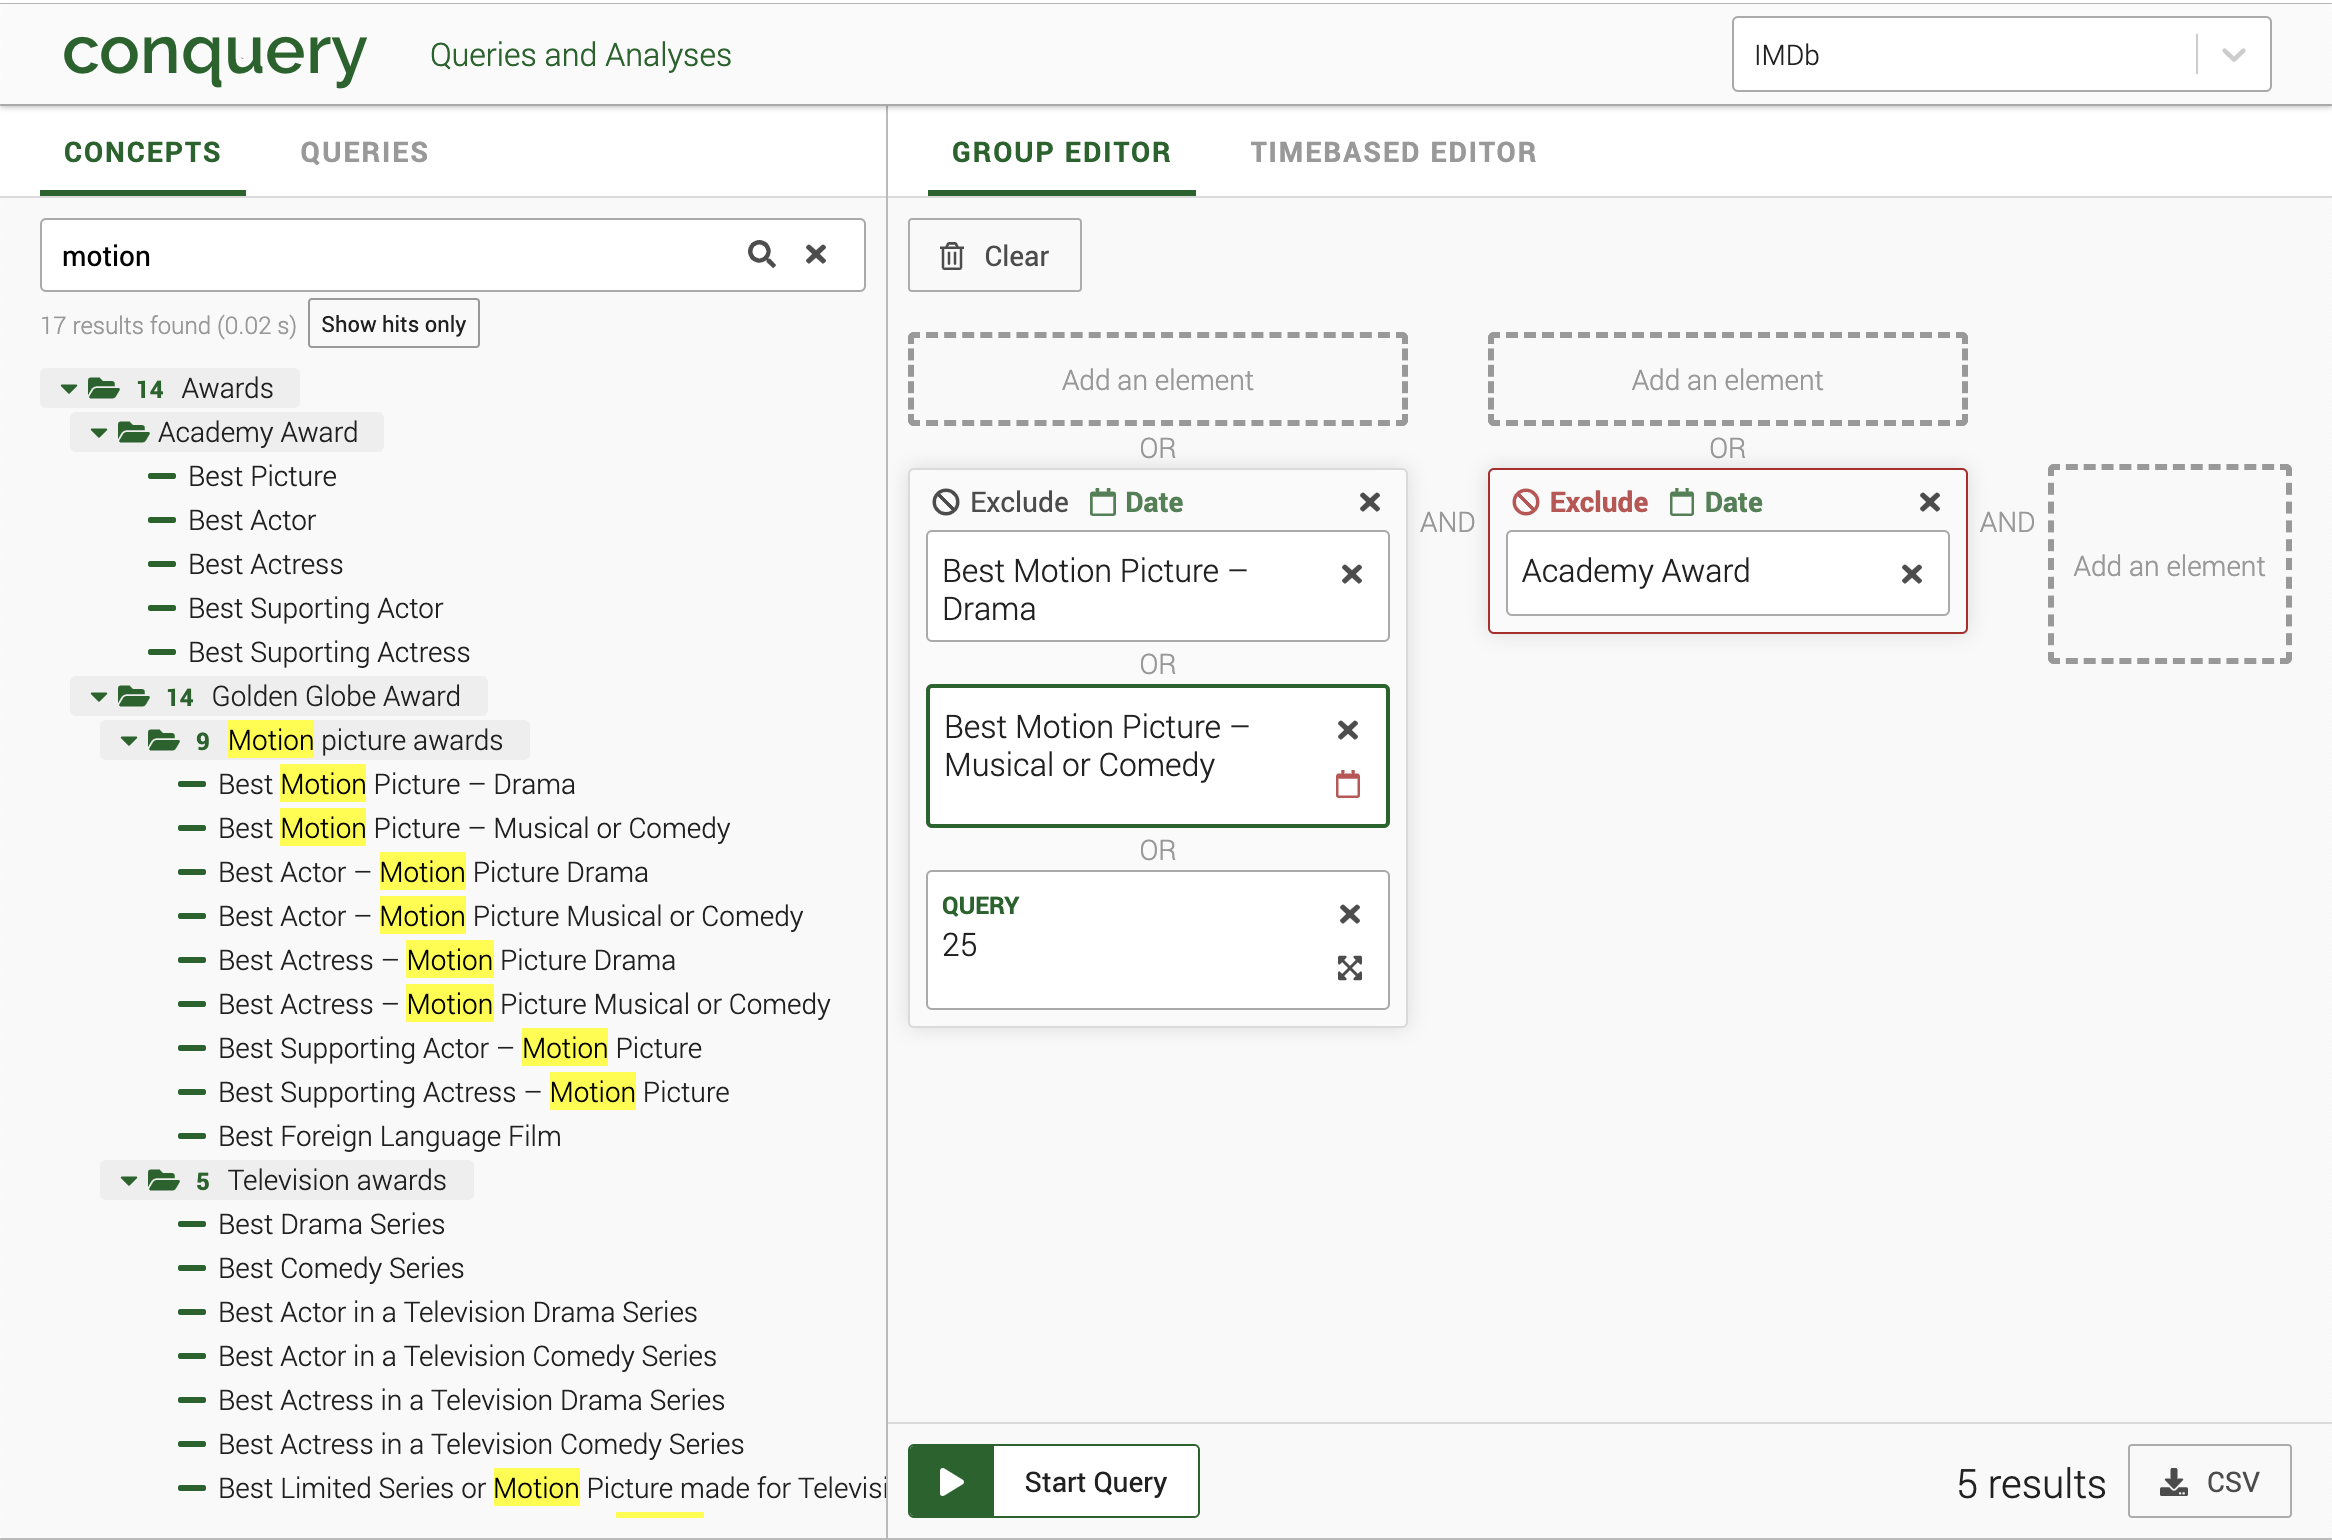 conquery
Queries and Analyses
IMDb
CONCEPTS
QUERIES
GROUP EDITOR
TIMEBASED EDITOR
motion
17 results found (0.02 s)
Show hits only
14 Awards
Academy Award
Best Picture
Best Actor
Best Actress
Best Suporting Actor
Best Suporting Actress
14 Golden Globe Award
9 Motion picture awards
Best Motion Picture – Drama
Best Motion Picture – Musical or Comedy
Best Actor – Motion Picture Drama
Best Actor – Motion Picture Musical or Comedy
Best Actress – Motion Picture Drama
Best Actress – Motion Picture Musical or Comedy
Best Supporting Actor – Motion Picture
Best Supporting Actress – Motion Picture
Best Foreign Language Film
5 Television awards
Best Drama Series
Best Comedy Series
Best Actor in a Television Drama Series
Best Actor in a Television Comedy Series
Best Actress in a Television Drama Series
Best Actress in a Television Comedy Series
Best Limited Series or Motion Picture made for Televisi
Clear
Add an element
OR
Exclude Date
Best Motion Picture –
Drama
OR
Best Motion Picture –
Musical or Comedy
OR
QUERY
25
AND
Add an element
OR
Exclude Date
Academy Award
AND
Add an element
Start Query
5 results
CSV